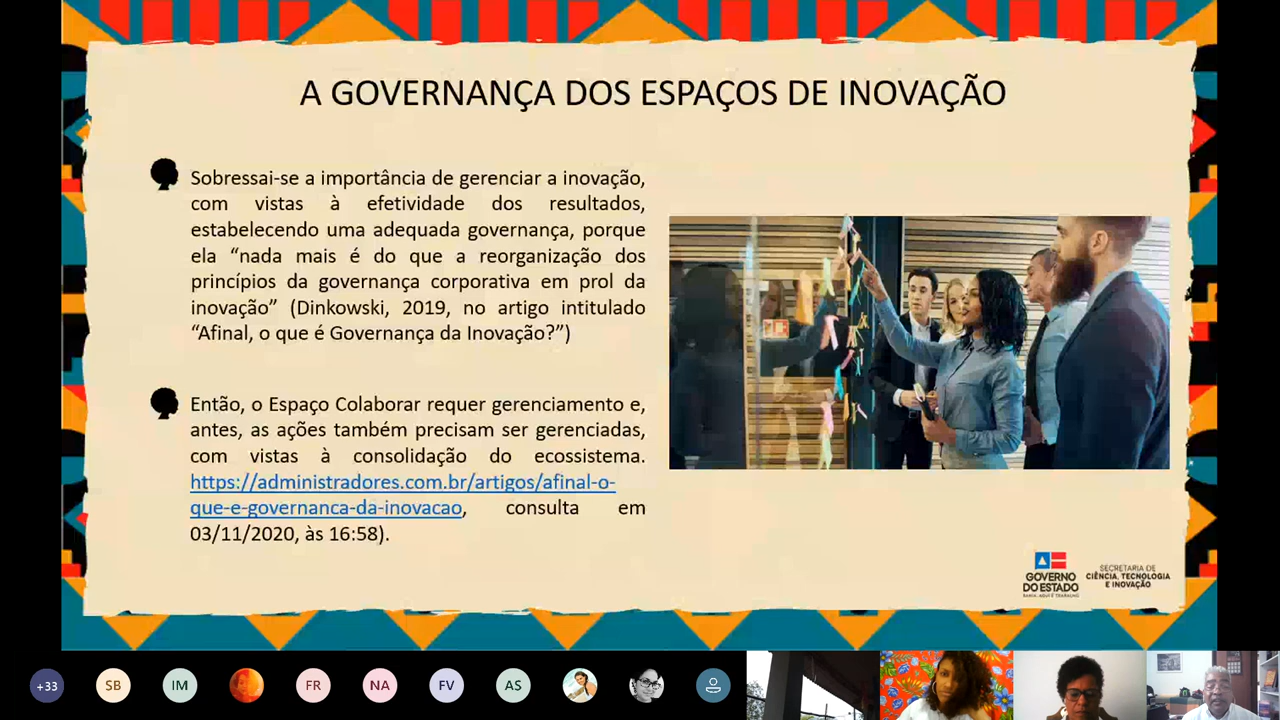 A GOVERNANÇA DOS ESPAÇOS DE INOVAÇÃO
Sobressai-se a importância de gerenciar a inovação,
com vistas à efetividade dos resultados,
estabelecendo uma adequada governança, porque
ela “nada mais é do que a reorganização dos
princípios da governança corporativa em prol da
inovação” (Dinkowski, 2019, no artigo intitulado
“Afinal, o que é Governança da Inovação?”)
Então, o Espaço Colaborar requer gerenciamento e,
antes, as ações também precisam ser gerenciadas,
com vistas à consolidação do ecossistema.
https://administradores.com.br/artigos/afinal-o-
que-e-governanca-da-inovacao, consulta em
03/11/2020, às 16:58).
GOVERNO
DO ESTADO
BAHIA. AQUI É TRABALHO
SECRETARIA DE
CIÊNCIA, TECNOLOGIA
E INOVAÇÃO
+33
SB
IM
FR
NA
FV
AS